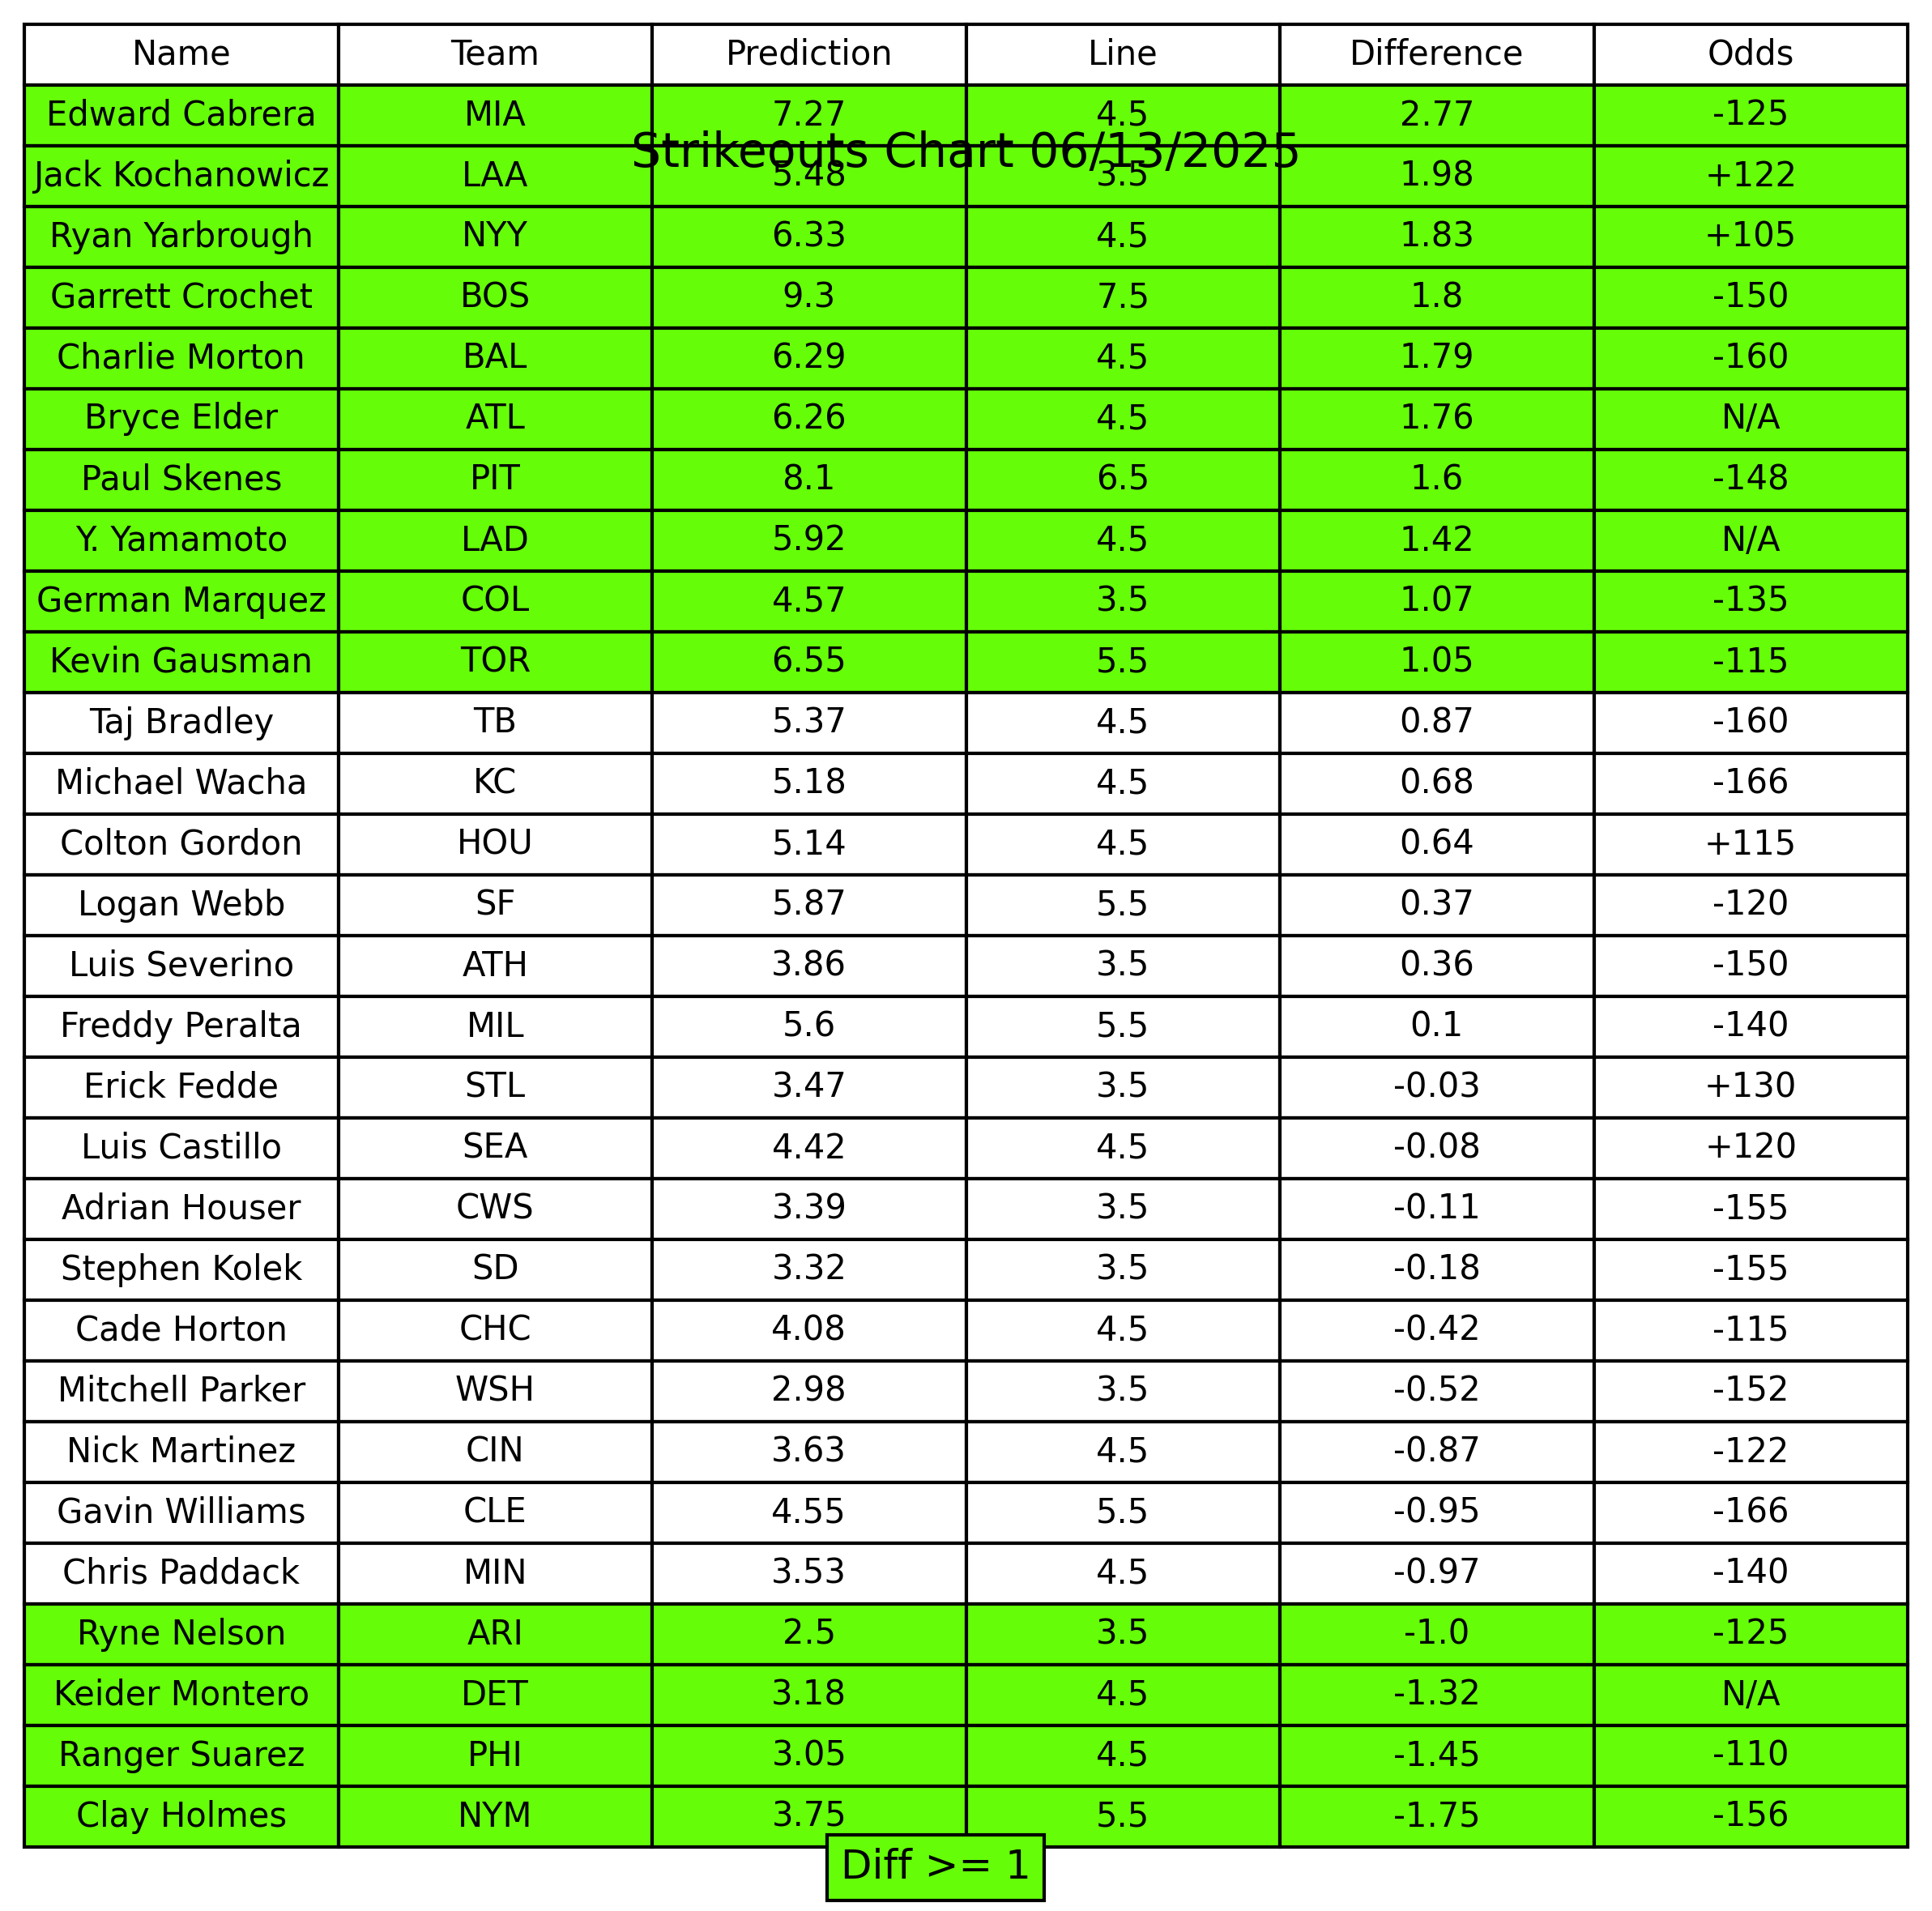 Name Team Prediction Line Difference Odds
Edward Cabrera MIA 7.27 4.5 2.77 -125
Strikeouts Chart 06/13/2025
Jack Kochanowicz LAA 5.48 3.5 1.98 +122
Ryan Yarbrough NYY 6.33 4.5 1.83 +105
Garrett Crochet BOS 9.3 7.5 1.8 -150
Charlie Morton BAL 6.29 4.5 1.79 -160
Bryce Elder ATL 6.26 4.5 1.76 N/A
Paul Skenes PIT 8.1 6.5 1.6 -148
Y. Yamamoto LAD 5.92 4.5 1.42 N/A
German Marquez COL 4.57 3.5 1.07 -135
Kevin Gausman TOR 6.55 5.5 1.05 -115
Taj Bradley TB 5.37 4.5 0.87 -160
Michael Wacha KC 5.18 4.5 0.68 -166
Colton Gordon HOU 5.14 4.5 0.64 +115
Logan Webb SF 5.87 5.5 0.37 -120
Luis Severino ATH 3.86 3.5 0.36 -150
Freddy Peralta MIL 5.6 5.5 0.1 -140
Erick Fedde STL 3.47 3.5 -0.03 +130
Luis Castillo SEA 4.42 4.5 -0.08 +120
Adrian Houser CWS 3.39 3.5 -0.11 -155
Stephen Kolek SD 3.32 3.5 -0.18 -155
Cade Horton CHC 4.08 4.5 -0.42 -115
Mitchell Parker WSH 2.98 3.5 -0.52 -152
Nick Martinez CIN 3.63 4.5 -0.87 -122
Gavin Williams CLE 4.55 5.5 -0.95 -166
Chris Paddack MIN 3.53 4.5 -0.97 -140
Ryne Nelson ARI 2.5 3.5 -1.0 -125
Keider Montero DET 3.18 4.5 -1.32 N/A
Ranger Suarez PHI 3.05 4.5 -1.45 -110
Clay Holmes NYM 3.75 5.5 -1.75 -156
Diff >= 1